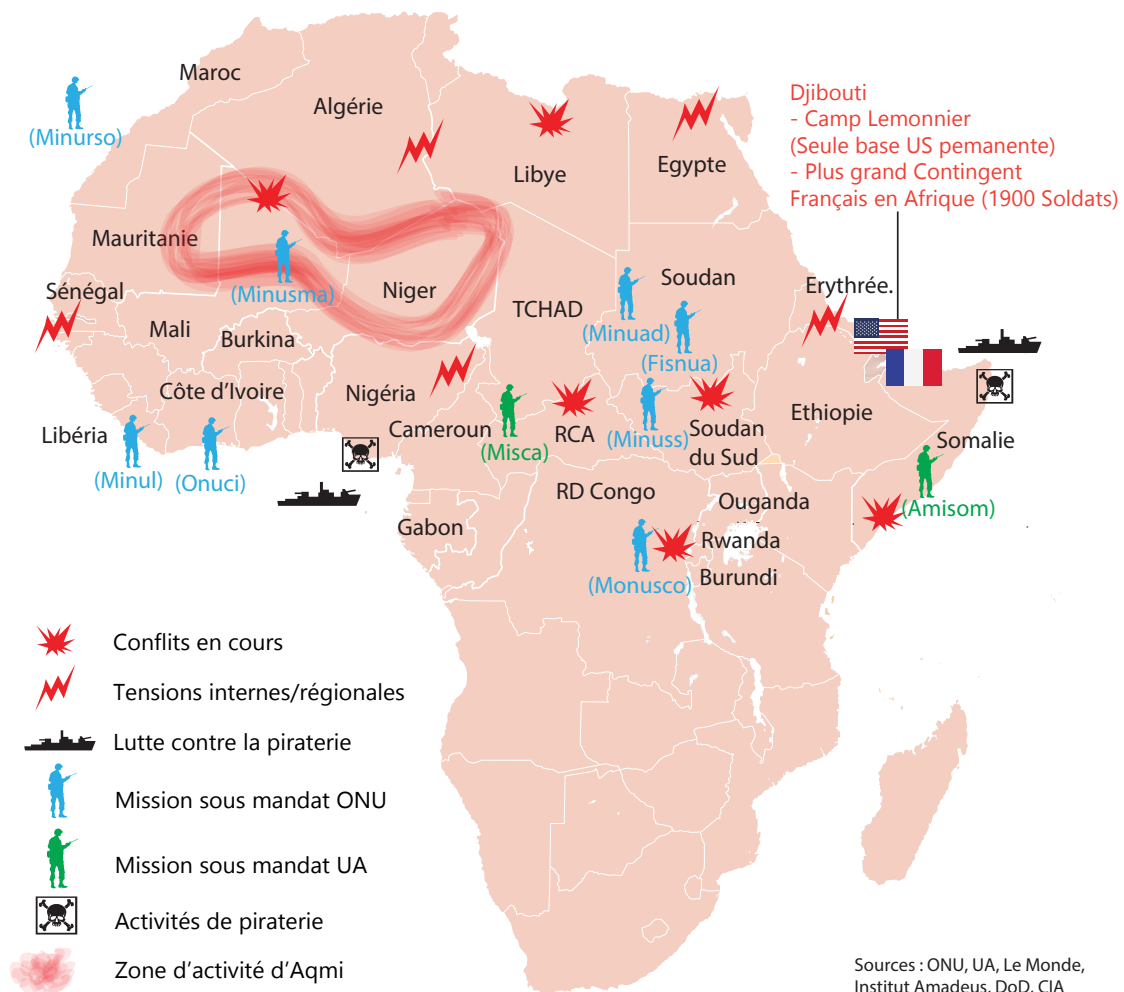 Maroc
(Minurso)
Algérie
Libye
Egypte
Djibouti
- Camp Lemonnier
(Seule base US pemanente)
- Plus grand Contingent
Français en Afrique (1900 Soldats)
Mauritanie
Sénégal
(Minusma)
Niger
Mali
Burkina
TCHAD
Soudan
(Minuad)
(Fisnua)
Erythrée.
Côte d'Ivoire
Nigéria
Libéria
(Minul)
(Onuci)
Cameroun
(Misca)
RCA
(Minuss)
Soudan
du Sud
Ethiopie
Somalie
(Amisom)
Gabon
RD Congo
Ouganda
Rwanda
Burundi
(Monusco)
Conflits en cours
Tensions internes/régionales
Lutte contre la piraterie
Mission sous mandat ONU
Mission sous mandat UA
Activités de piraterie
Zone d'activité d'Aqmi
Sources : ONU, UA, Le Monde,
Institut Amadeus, DoD, CIA